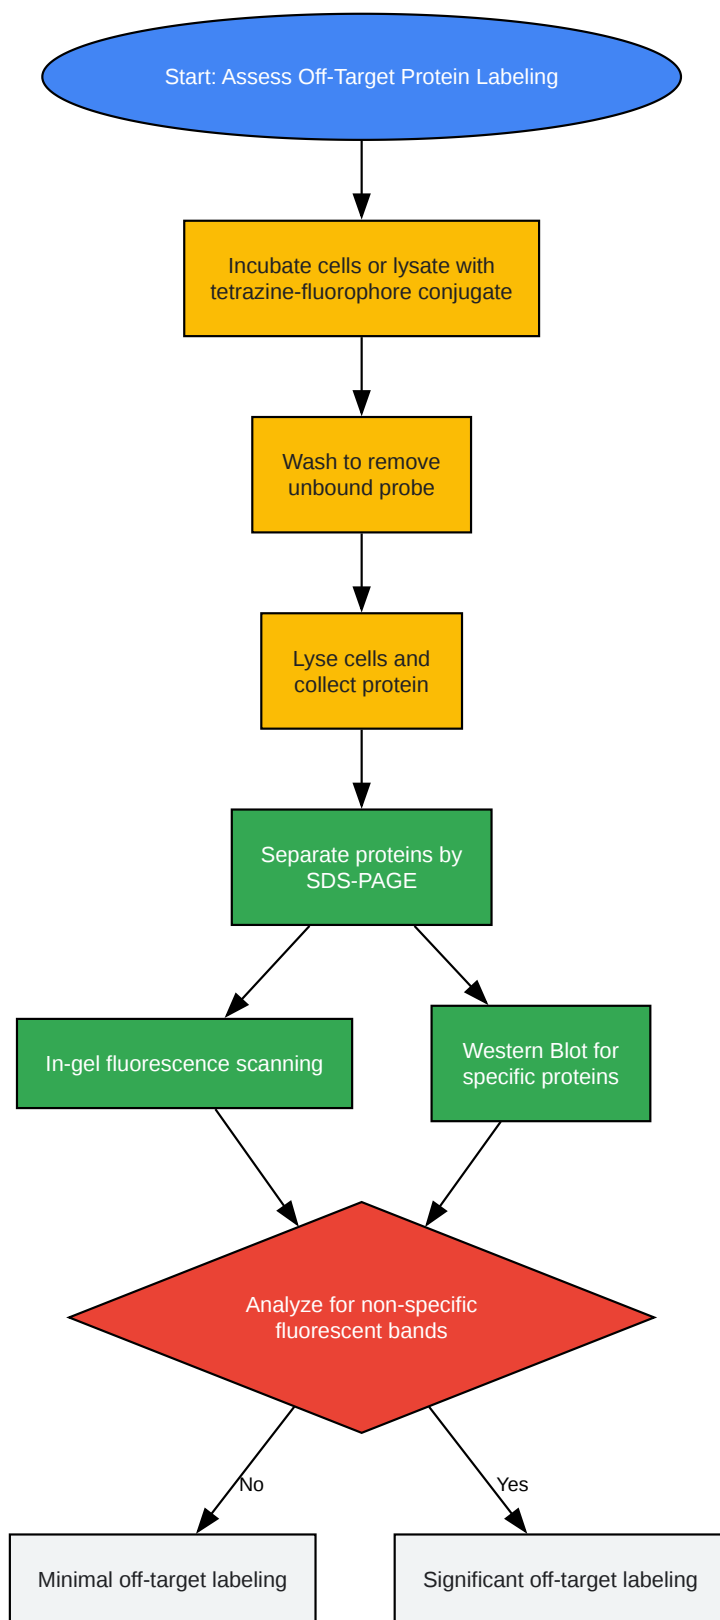 Start: Assess Off-Target Protein Labeling
Incubate cells or lysate with
tetrazine-fluorophore conjugate
Wash to remove
unbound probe
Lyse cells and
collect protein
Separate proteins by
SDS-PAGE
In-gel fluorescence scanning
Western Blot for
specific proteins
Analyze for non-specific
fluorescent bands
No
Yes
Minimal off-target labeling
Significant off-target labeling